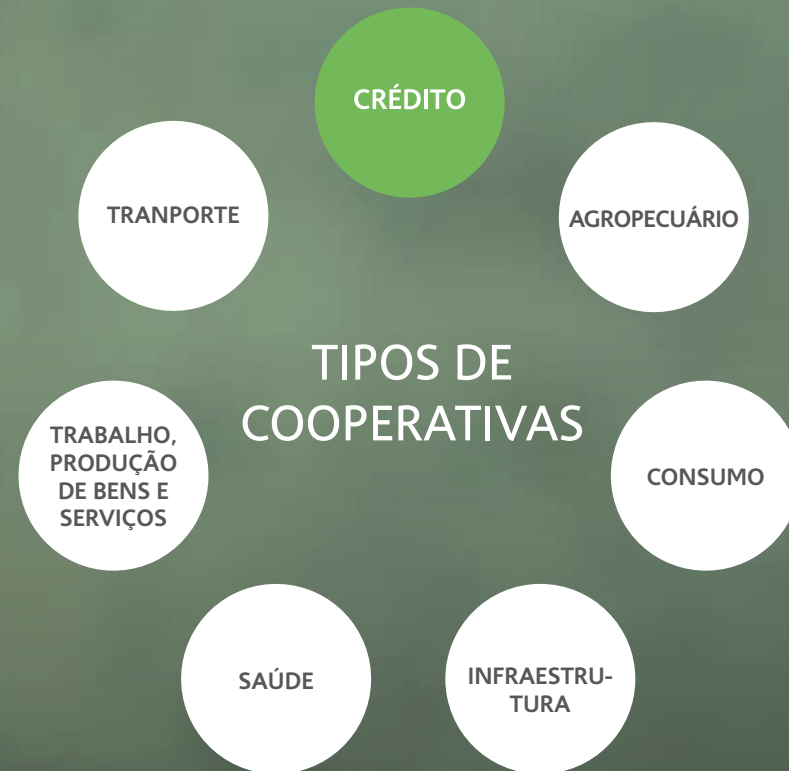 CRÉDITO
TRANPORTE
AGROPECUÁRIO
TIPOS DE
COOPERATIVAS
TRABALHO,
PRODUÇÃO
DE BENS E
SERVIÇOS
CONSUMO
SAÚDE
INFRAESTRU-
TURA